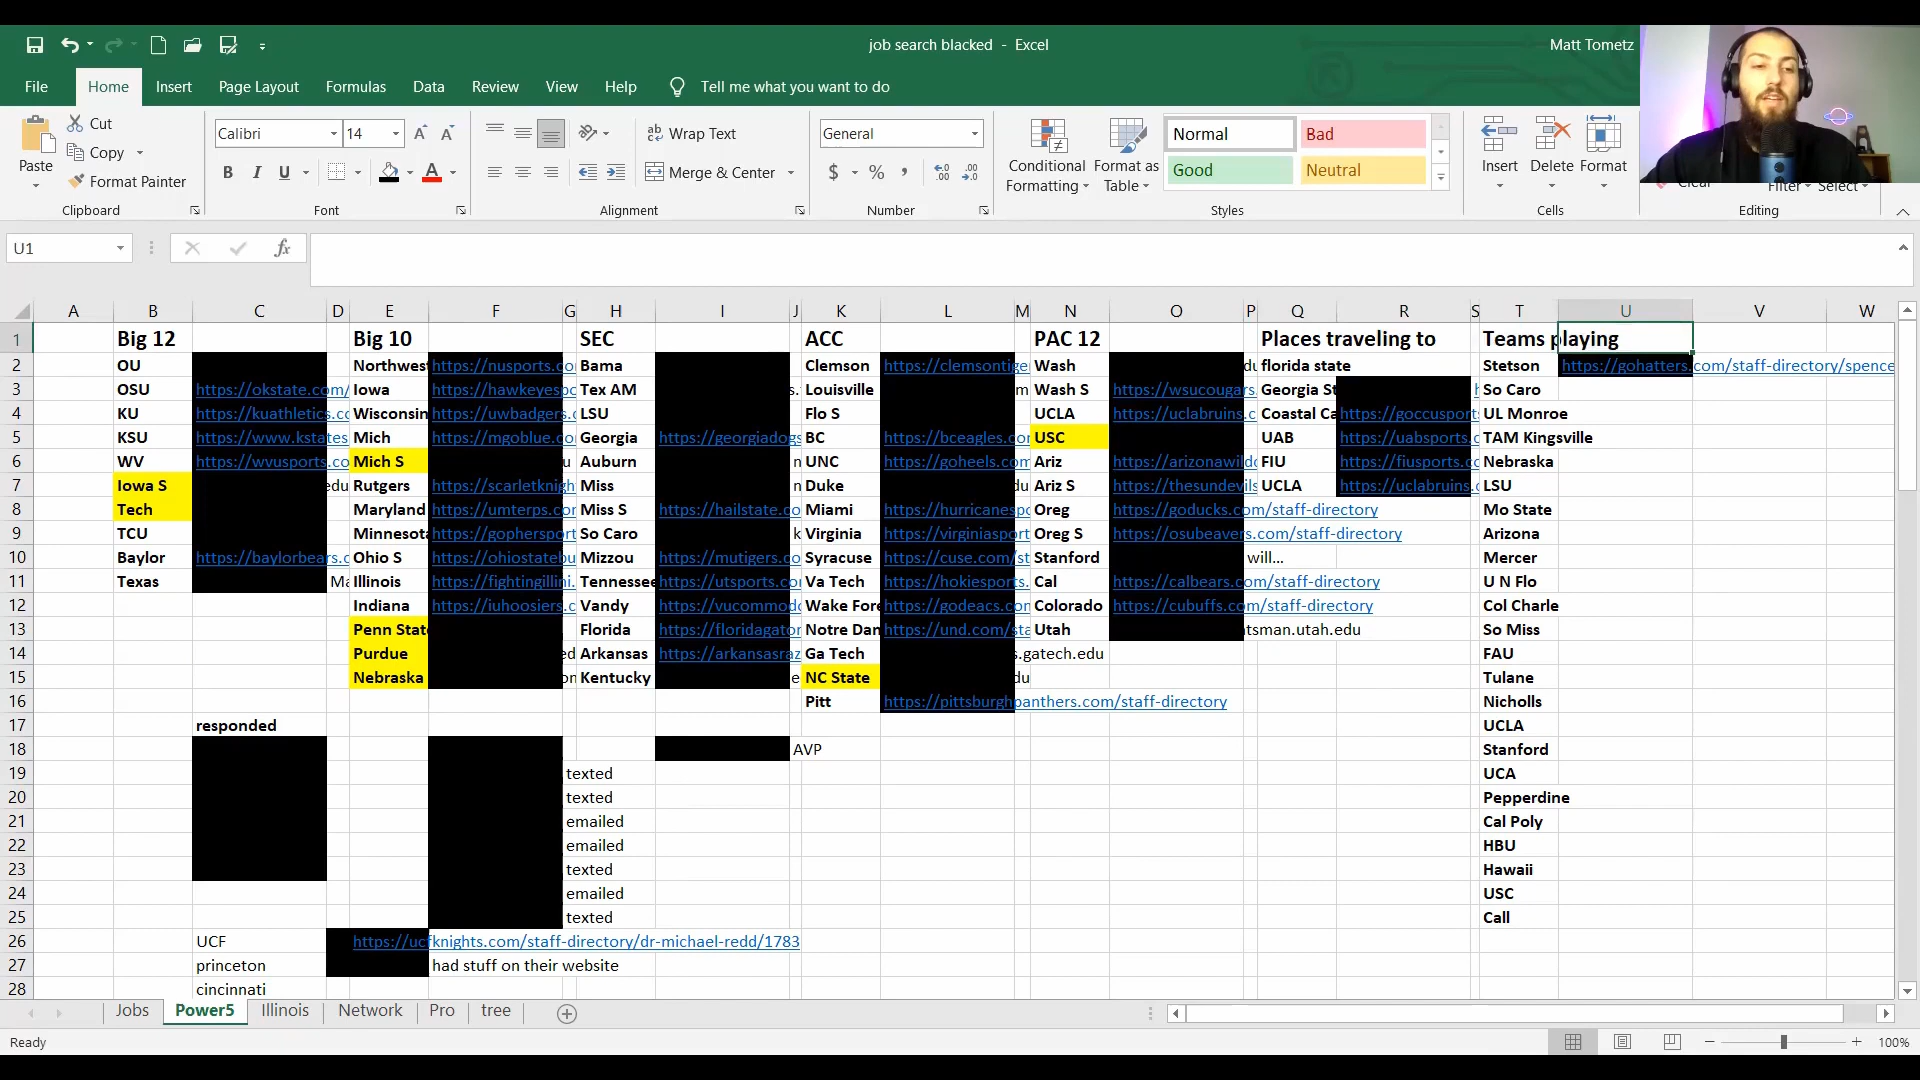 job search blacked - Excel
Matt Tometz
File Home Insert Page Layout Formulas Data Review View Help Tell me what you want to do
Paste
Cut
Copy
Format Painter
Clipboard
Calibri 14
B I U
Font
Wrap Text
Merge & Center
Alignment
General
$ %
Number
Conditional Formatting
Format as Table
Normal Bad
Good Neutral
Styles
Insert Delete Format
Cells
Clear
Filter Select
Editing
U1
fx
A B C D E F G H I J K L M N O P Q R S T U V W
1 Big 12 Big 10 SEC ACC PAC 12 Places traveling to Teams playing
2 OU Northwest https://nusports.co Bama Clemson https://clemsontige Wash du florida state Stetson https://gohatters.com/staff-directory/spence
3 OSU https://okstate.com/ Iowa https://hawkeyespo Tex AM s. Louisville m Wash S https://wsucougars. Georgia St h So Caro
4 KU https://kuathletics.co Wisconsin https://uwbadgers.c LSU Flo S UCLA https://uclabruins.c Coastal Ca https://goccusport UL Monroe
5 KSU https://www.kstates Mich https://mgoblue.co Georgia https://georgiadogs BC https://bceagles.co USC UAB https://uabsports.c TAM Kingsville
6 WV https://wvusports.co Mich S u Auburn n UNC https://goheels.com Ariz https://arizonawildc FIU https://fiusports.c Nebraska
7 Iowa S edu Rutgers https://scarletknigh Miss n Duke du Ariz S https://thesundevils UCLA https://uclabruins.c LSU
8 Tech Maryland https://umterps.com Miss S https://hailstate.co Miami https://hurricanespo Oreg https://goducks.com/staff-directory Mo State
9 TCU Minnesota https://gophersport So Caro k Virginia https://virginiasport Oreg S https://osubeavers.com/staff-directory Arizona
10 Baylor https://baylorbears.c Ohio S https://ohiostatebu Mizzou https://mutigers.co Syracuse https://cuse.com/st Stanford will... Mercer
11 Texas Ma Illinois https://fightingillini. Tennessee https://utsports.co Va Tech https://hokiesports. Cal https://calbears.com/staff-directory U N Flo
12 Indiana https://iuhoosiers.c Vandy https://vucommodo Wake Fore https://godeacs.com Colorado https://cubuffs.com/staff-directory Col Charle
13 Penn State Florida https://floridagator Notre Dam https://und.com/sta Utah ntsman.utah.edu So Miss
14 Purdue ed Arkansas https://arkansasraz Ga Tech s.gatech.edu FAU
15 Nebraska Kentucky e NC State du Tulane
16 Pitt https://pittsburghpanthers.com/staff-directory Nicholls
17 responded UCLA
18 AVP Stanford
19 texted UCA
20 texted Pepperdine
21 emailed Cal Poly
22 emailed HBU
23 texted Hawaii
24 emailed USC
25 texted Call
26 UCF https://ucfknights.com/staff-directory/dr-michael-redd/1783
27 princeton had stuff on their website
28 cincinnati
Jobs Power5 Illinois Network Pro tree
Ready
100%